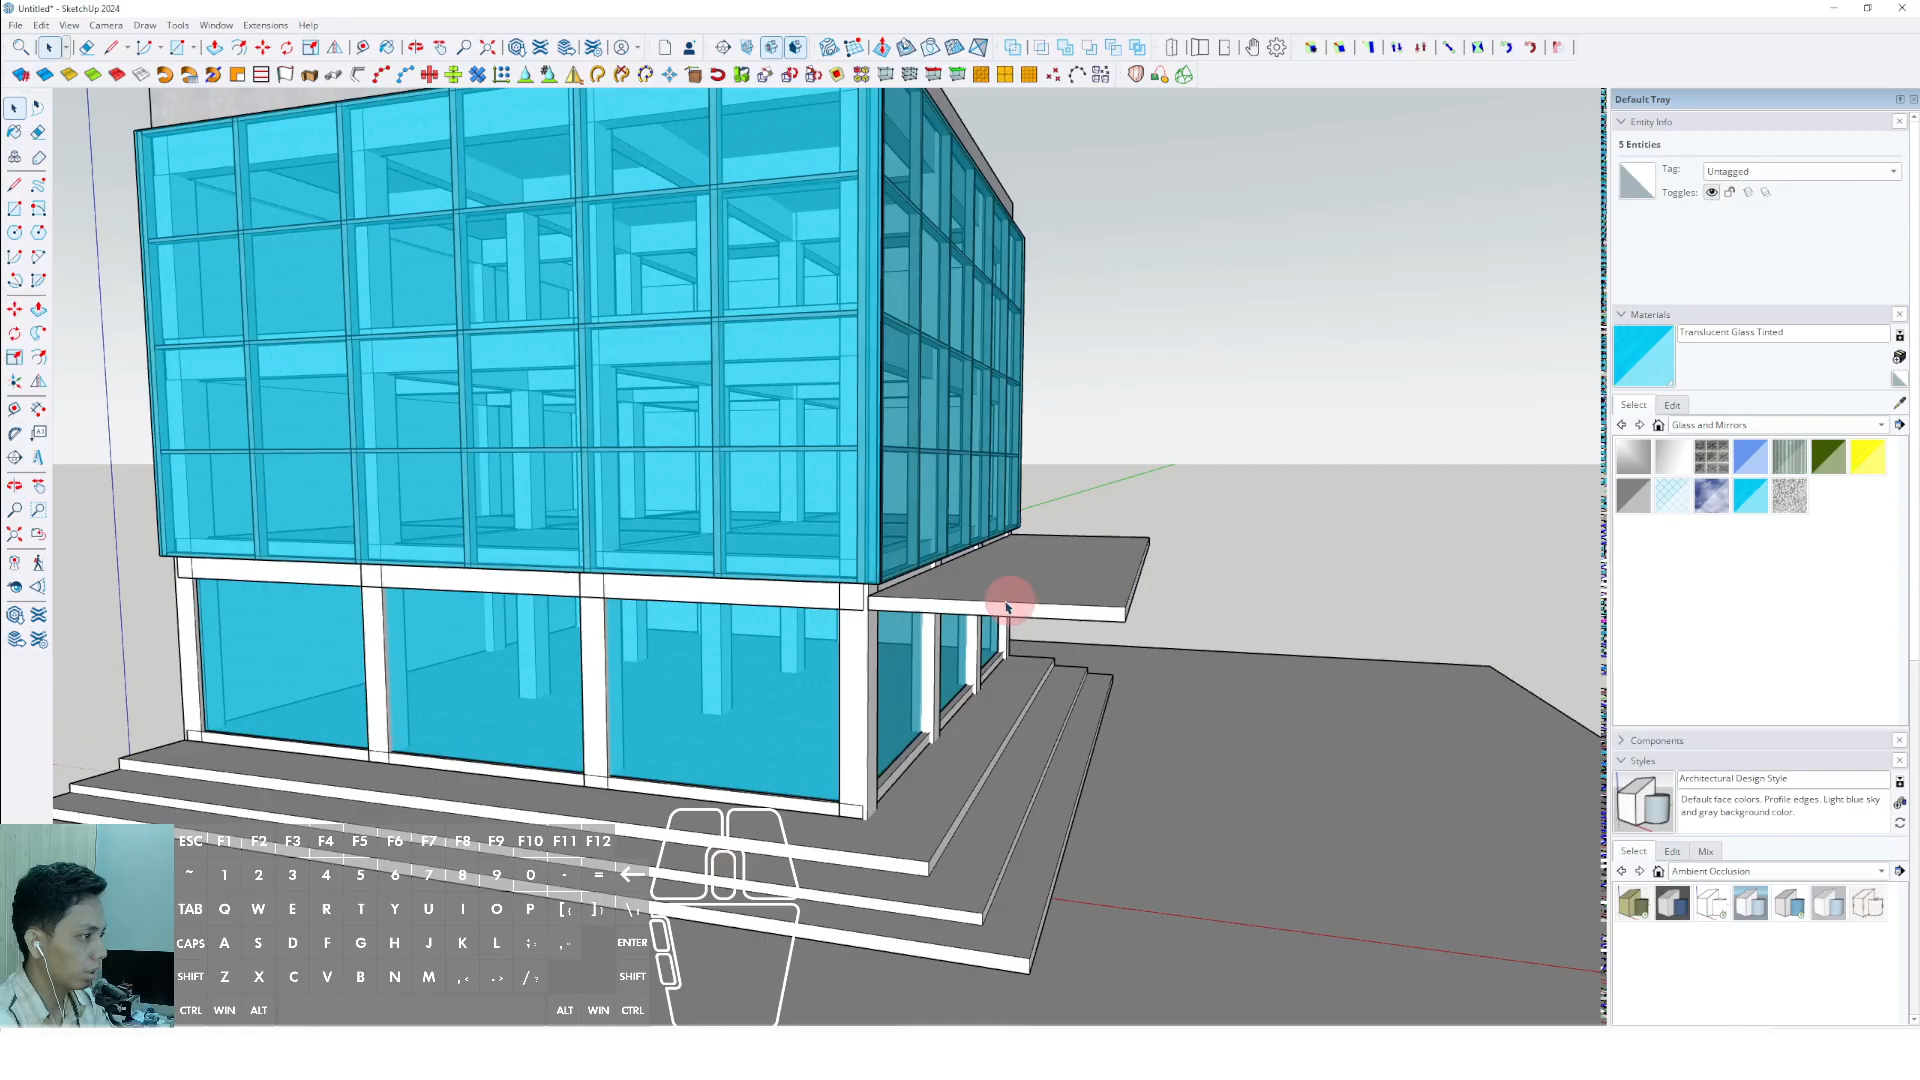 Untitled* - SketchUp 2024
File Edit View Camera Draw Tools Window Extensions Help
Default Tray
Entity Info
5 Entities
Tag: Untagged
Toggles:
Materials
Translucent Glass Tinted
Select Edit
Glass and Mirrors
Components
Styles
Architectural Design Style
Default face colors. Profile edges. Light blue sky
and gray background color.
Select Edit Mix
Ambient Occlusion
ESC F1 F2 F3 F4 F5 F6 F7 F8 F9 F10 F11 F12
~ 1 2 3 4 5 6 7 8 9 0 - =
TAB Q W E R T Y U I O P [{ ]} \|
CAPS A S D F G H J K L ;: ," ENTER
SHIFT Z X C V B N M ,< .> /? SHIFT
CTRL WIN ALT ALT WIN CTRL